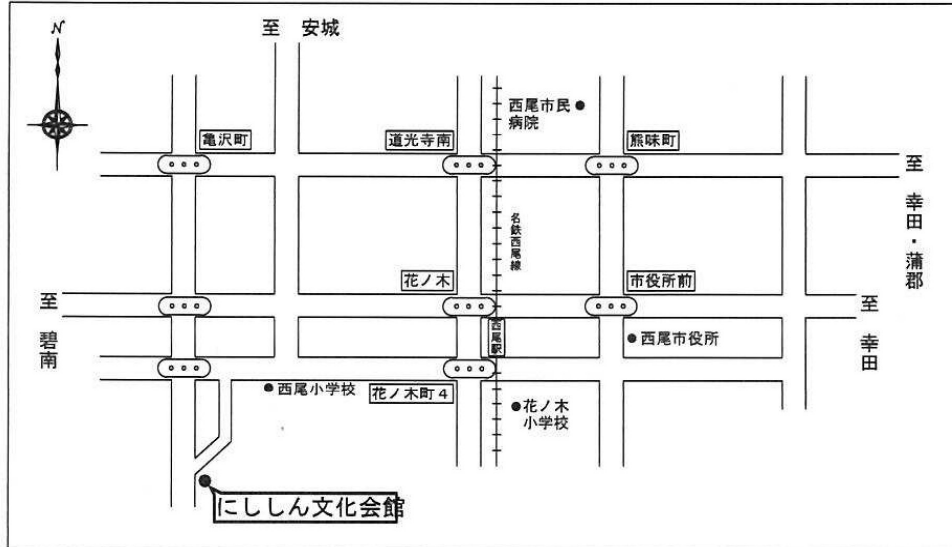 N
至 安城
西尾市民
病院
亀沢町
道光寺南
熊味町
至 幸田・蒲郡
名鉄西尾線
花ノ木
市役所前
至 碧南
至 幸田
西尾駅
西尾市役所
西尾小学校
花ノ木町4
花ノ木
小学校
にししん文化会館